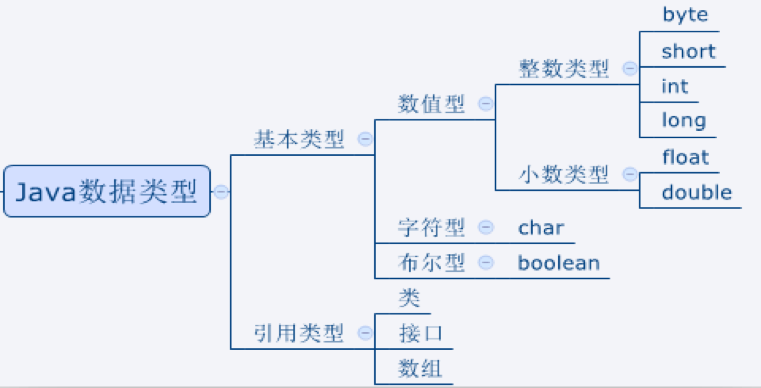 Java数据类型
基本类型
数值型
整数类型
byte
short
int
long
小数类型
float
double
字符型
char
布尔型
boolean
引用类型
类
接口
数组